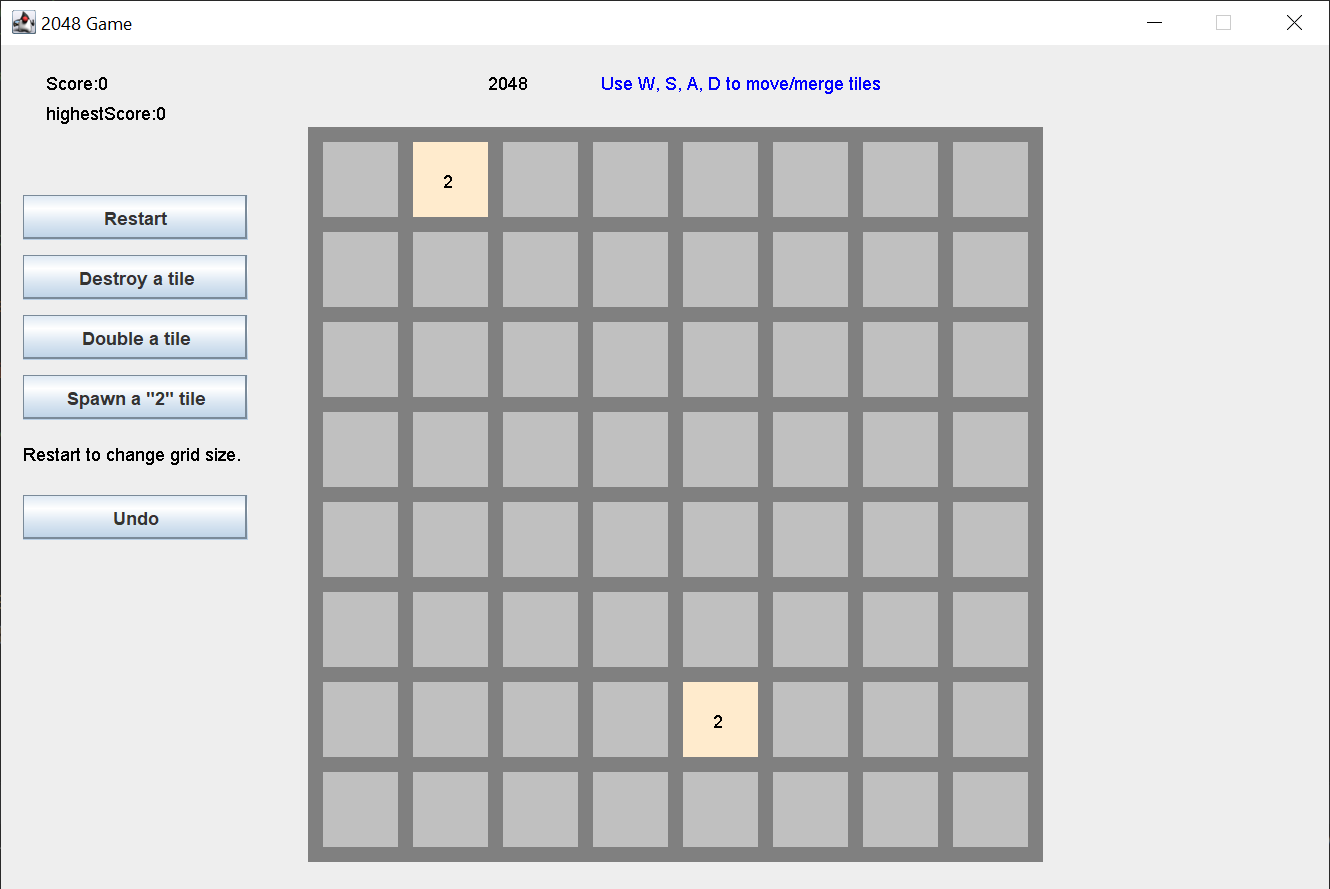 2048 Game
Score:0
2048
Use W, S, A, D to move/merge tiles
highestScore:0
2
Restart
Destroy a tile
Double a tile
Spawn a "2" tile
Restart to change grid size.
Undo
2